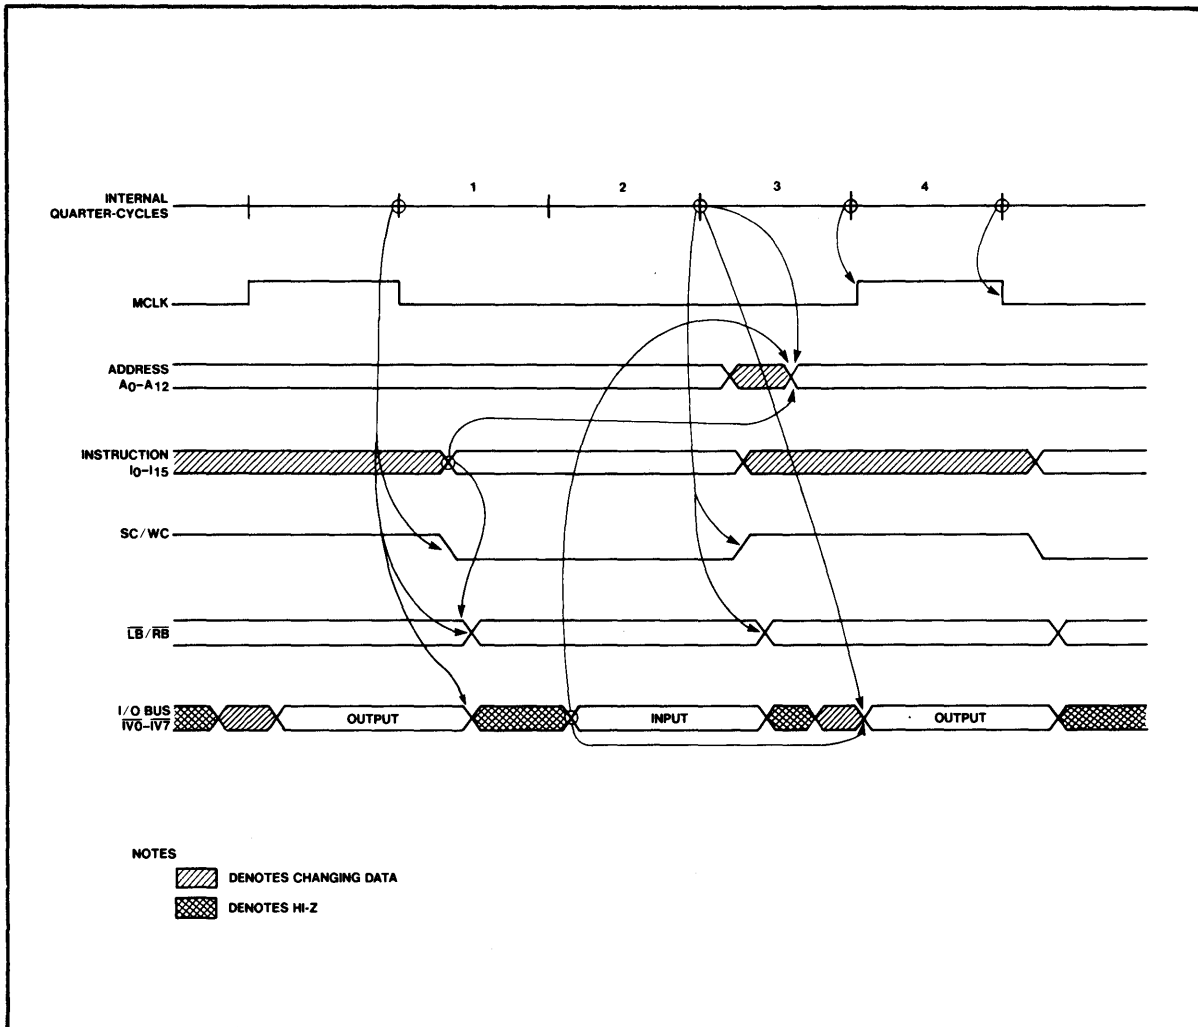 1 2 3 4
INTERNAL
QUARTER-CYCLES
MCLK
ADDRESS
A0–A12
INSTRUCTION
I0–I15
SC/WC
LB/RB
I/O BUS
IV0–IV7
OUTPUT INPUT OUTPUT
NOTES
DENOTES CHANGING DATA
DENOTES HI-Z